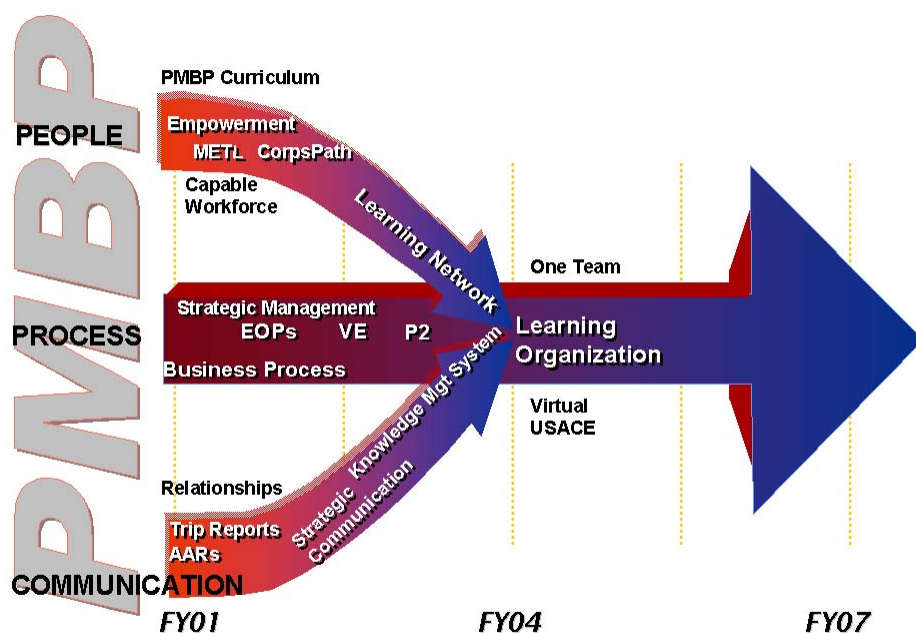 PMBP
PMBP Curriculum
PEOPLE
Empowerment
METL CorpsPath
Capable
Workforce
Learning Network
One Team
Strategic Management
PROCESS
EOPs VE P2
Learning
Organization
Business Process
Knowledge Mgt System
Virtual
USACE
Relationships
Strategic
Communication
Trip Reports
AARs
COMMUNICATION
FY01 FY04 FY07